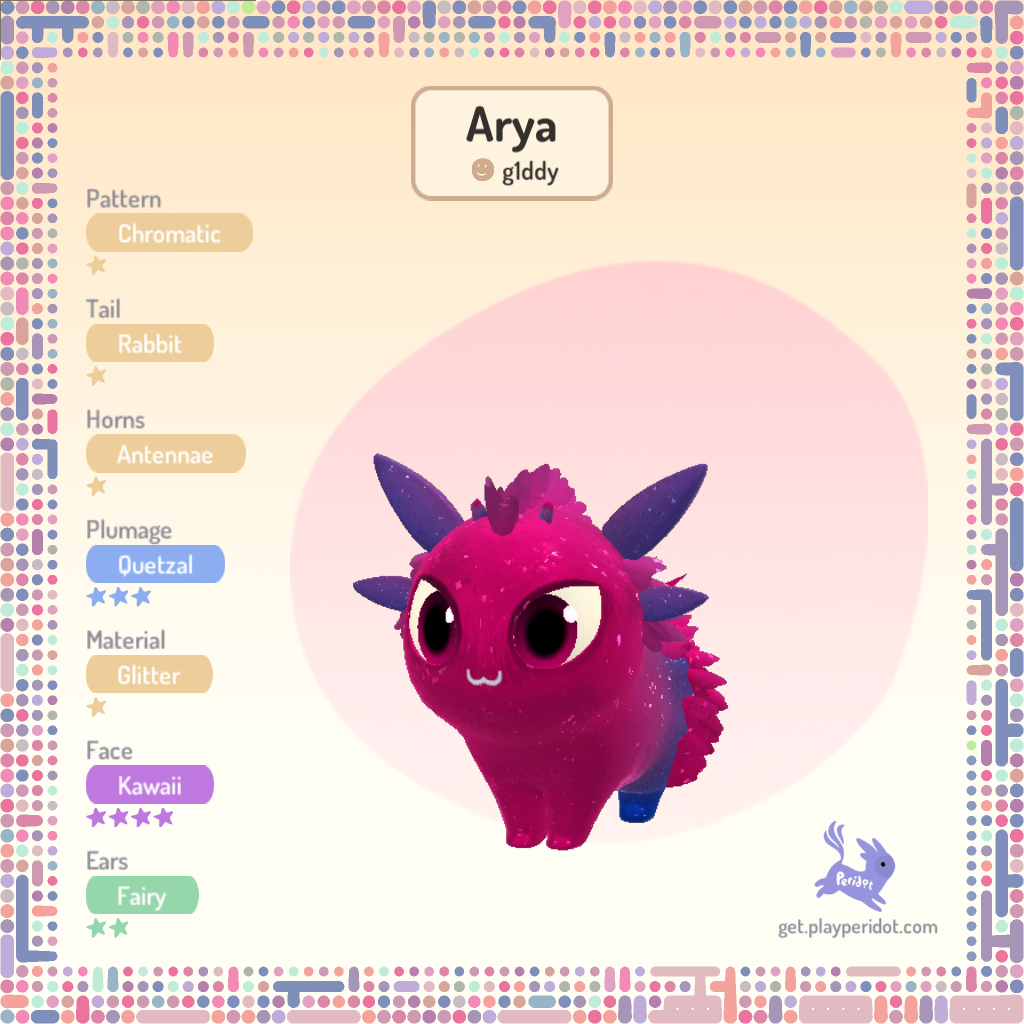 Arya
g1ddy
Pattern
Chromatic
Tail
Rabbit
Horns
Antennae
Plumage
Quetzal
Material
Glitter
Face
Kawaii
Ears
Fairy
Peridot
get.playperidot.com